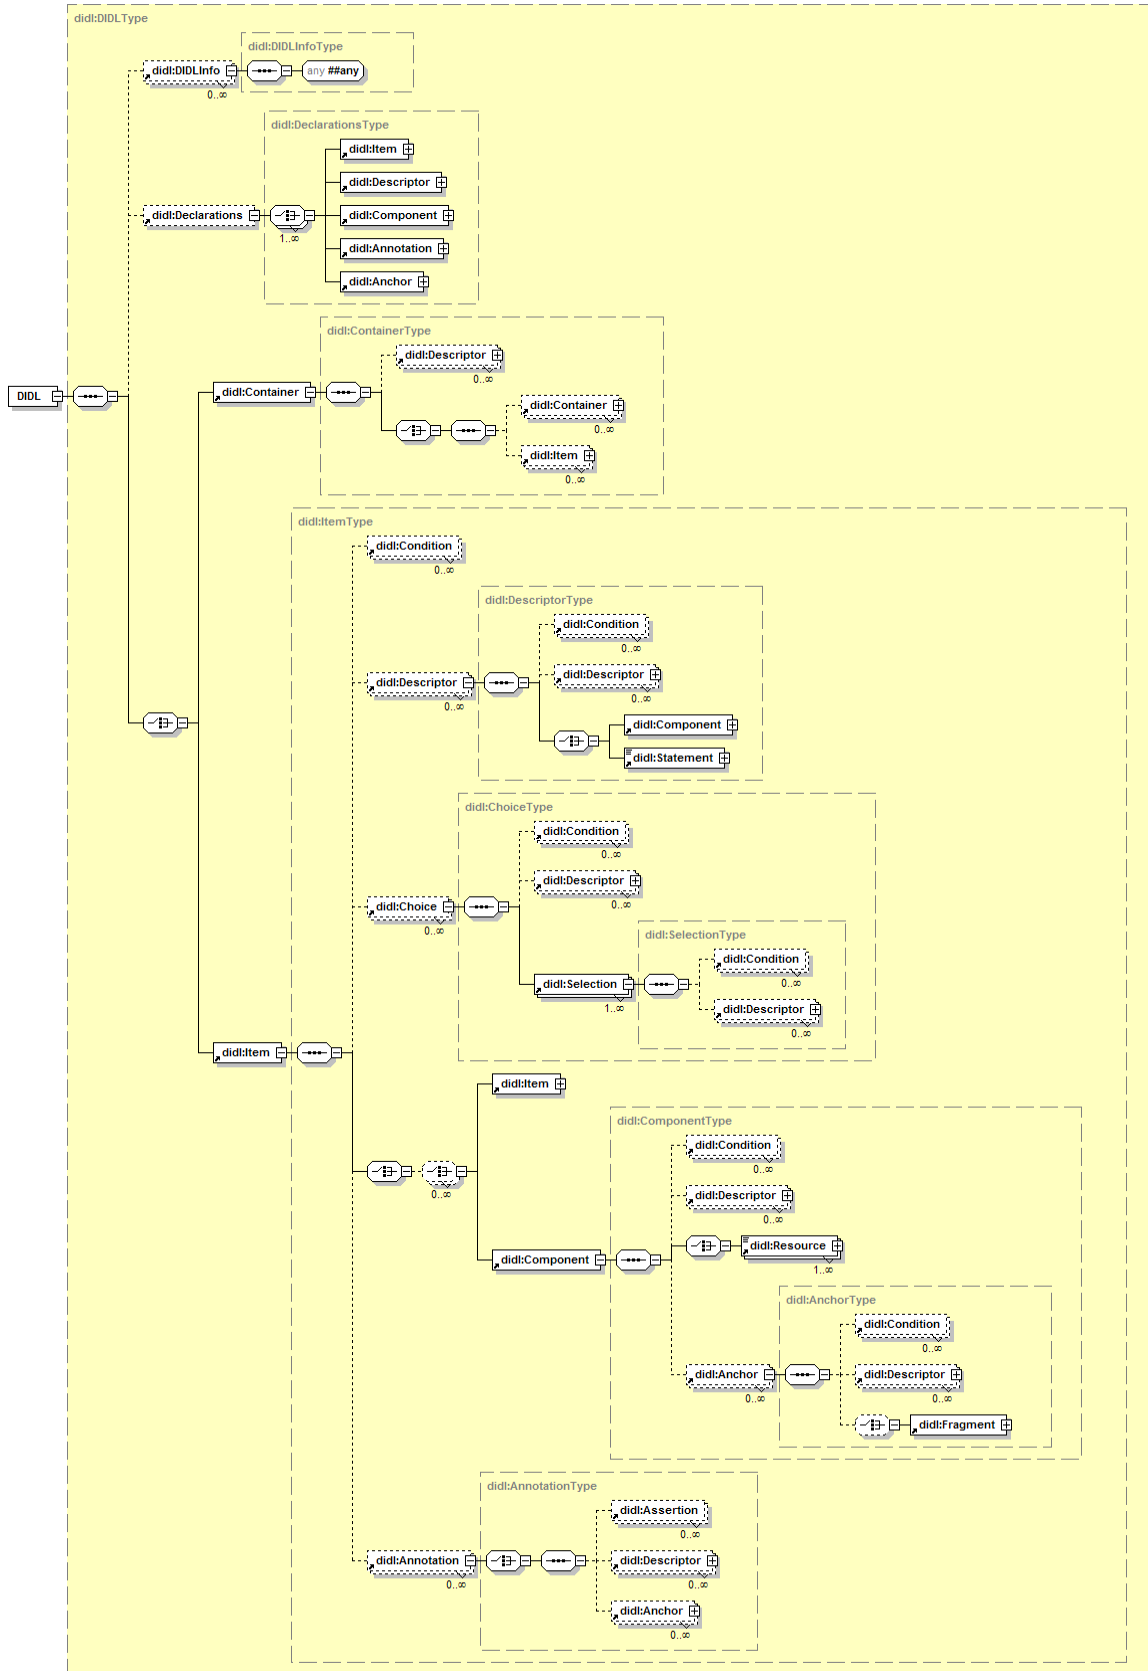 didl:DIDLType
didl:DIDLInfoType
didl:DIDLInfo
any ##any
0..∞
didl:DeclarationsType
didl:Item
didl:Descriptor
didl:Declarations
didl:Component
1..∞
didl:Annotation
didl:Anchor
didl:ContainerType
didl:Descriptor
0..∞
DIDL
didl:Container
didl:Container
0..∞
didl:Item
0..∞
didl:ItemType
didl:Condition
0..∞
didl:DescriptorType
didl:Condition
0..∞
didl:Descriptor
didl:Descriptor
0..∞
0..∞
didl:Component
didl:Statement
didl:ChoiceType
didl:Condition
0..∞
didl:Descriptor
0..∞
didl:Choice
0..∞
didl:SelectionType
didl:Condition
0..∞
didl:Selection
1..∞
didl:Descriptor
0..∞
didl:Item
didl:Item
didl:ComponentType
didl:Condition
0..∞
0..∞
didl:Descriptor
0..∞
didl:Component
didl:Resource
1..∞
didl:AnchorType
didl:Condition
0..∞
didl:Anchor
0..∞
didl:Descriptor
0..∞
didl:Fragment
didl:AnnotationType
didl:Assertion
0..∞
didl:Annotation
0..∞
didl:Descriptor
0..∞
didl:Anchor
0..∞